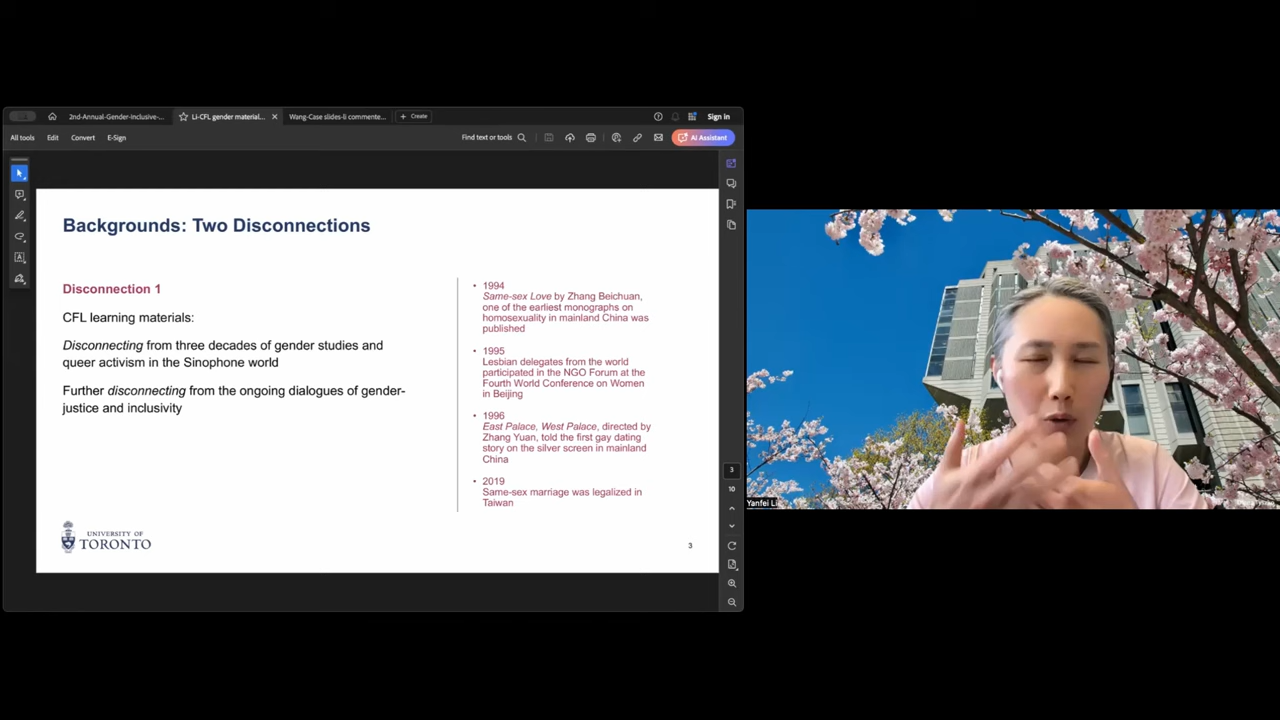 2nd-Annual-Gender-Inclusive-...
LI-CFL gender material...
Wang-Case slides-li commente...
Create
Sign in
All tools
Edit
Convert
E-Sign
Find text or tools
AI Assistant
Backgrounds: Two Disconnections
Disconnection 1
CFL learning materials:
Disconnecting from three decades of gender studies and
queer activism in the Sinophone world
Further disconnecting from the ongoing dialogues of gender-
justice and inclusivity
• 1994
Same-sex Love by Zhang Beichuan,
one of the earliest monographs on
homosexuality in mainland China was
published
• 1995
Lesbian delegates from the world
participated in the NGO Forum at the
Fourth World Conference on Women
in Beijing
• 1996
East Palace, West Palace, directed by
Zhang Yuan, told the first gay dating
story on the silver screen in mainland
China
• 2019
Same-sex marriage was legalized in
Taiwan
UNIVERSITY OF
TORONTO
3
3
10
Yanfei Li